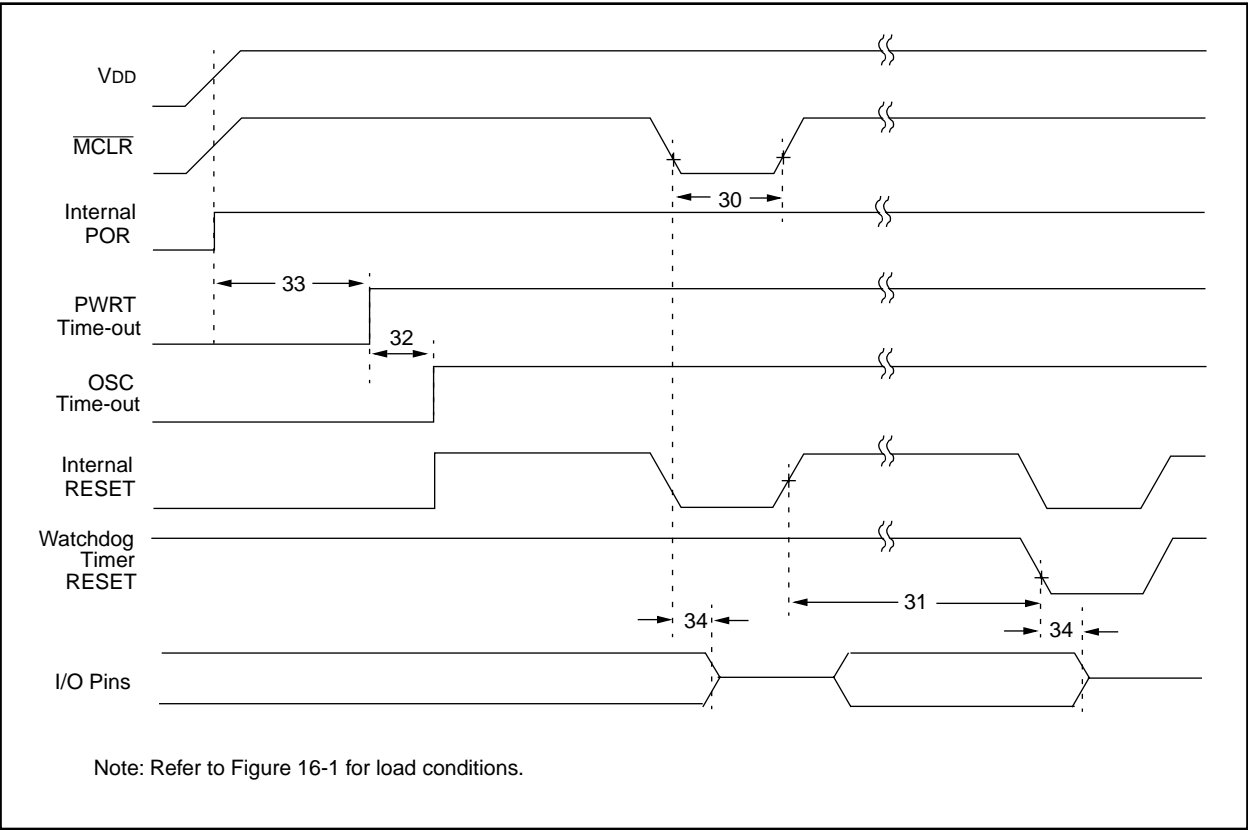 VDD
MCLR
30
Internal
POR
33
PWRT
Time-out
32
OSC
Time-out
Internal
RESET
Watchdog
Timer
RESET
31
34
34
I/O Pins
Note: Refer to Figure 16-1 for load conditions.